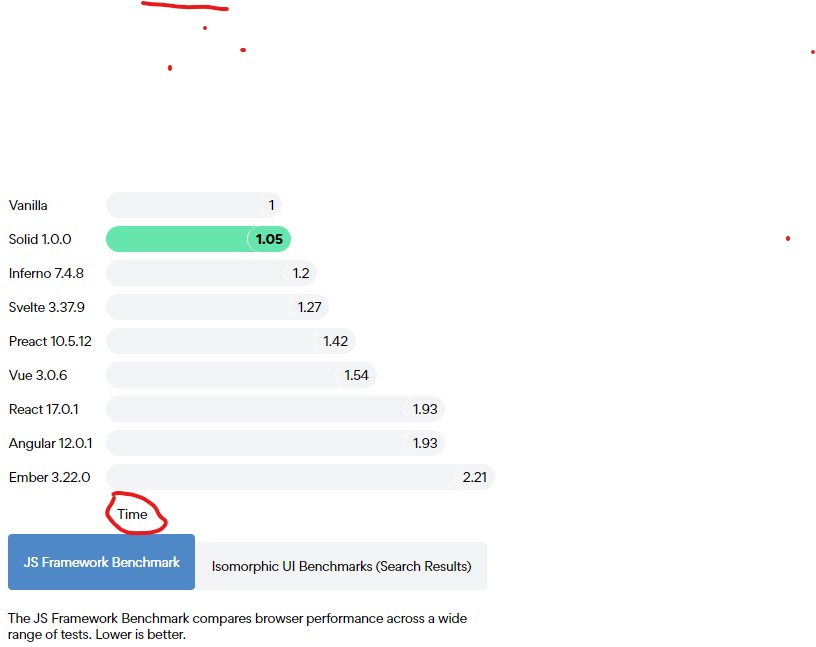 Vanilla 1
Solid 1.0.0 1.05
Inferno 7.4.8 1.2
Svelte 3.37.9 1.27
Preact 10.5.12 1.42
Vue 3.0.6 1.54
React 17.0.1 1.93
Angular 12.0.1 1.93
Ember 3.22.0 2.21
Time
JS Framework Benchmark Isomorphic UI Benchmarks (Search Results)
The JS Framework Benchmark compares browser performance across a wide
range of tests. Lower is better.